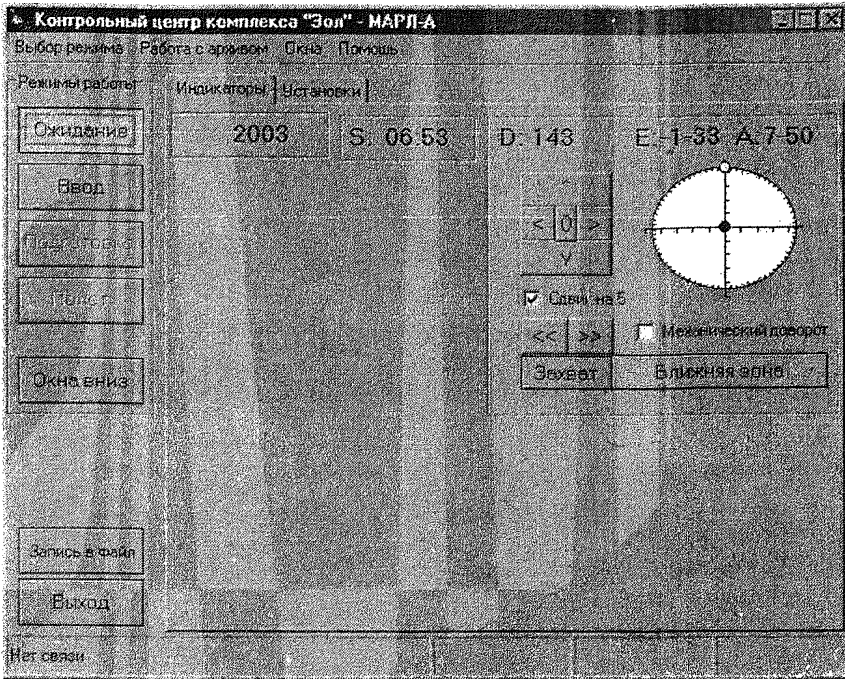 Контрольный центр комплекса "Эол" - МАРЛ-А
Выбор режима Работа с архивом Окна Помощь
Режимы работы
Индикаторы Установки
Ожидание
2003 S: 06:53 D: 143 E:-1-33 A:7-50
Ввод
^
< 0 >
v
Подготовка
Сдвиг на 5
<< >> Механический доворот
Захват Ближняя зона
Окна вниз
Запись в файл
Выход
Нет связи